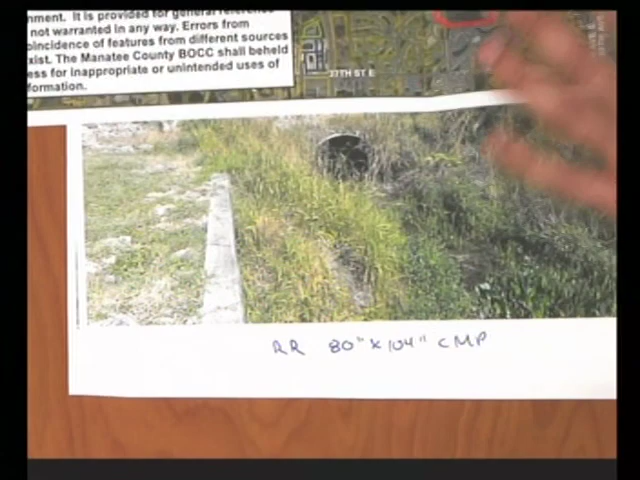 nment. It is provided for general reference
not warranted in any way. Errors from
oincidence of features from different sources
xist. The Manatee County BOCC shall beheld
ess for inappropriate or unintended uses of
formation.
37TH ST E
RR 80" X 104" CMP